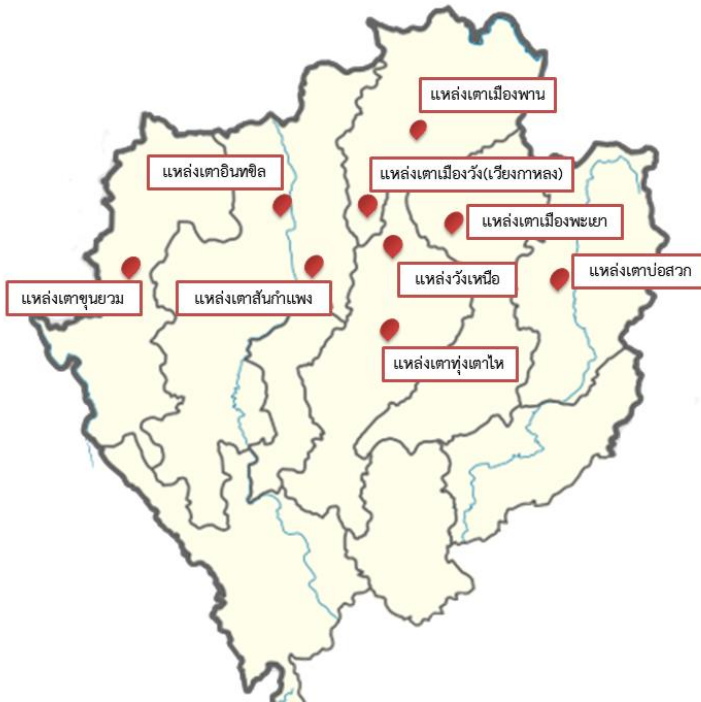 แหล่งเตาเมืองพาน
แหล่งเตาอินทขิล
แหล่งเตาเมืองวัง(เวียงกาหลง)
แหล่งเตาเมืองพะเยา
แหล่งวังเหนือ
แหล่งเตาบ่อสวก
แหล่งเตาขุนยวม
แหล่งเตาสันกำแพง
แหล่งเตาทุ่งเตาไห